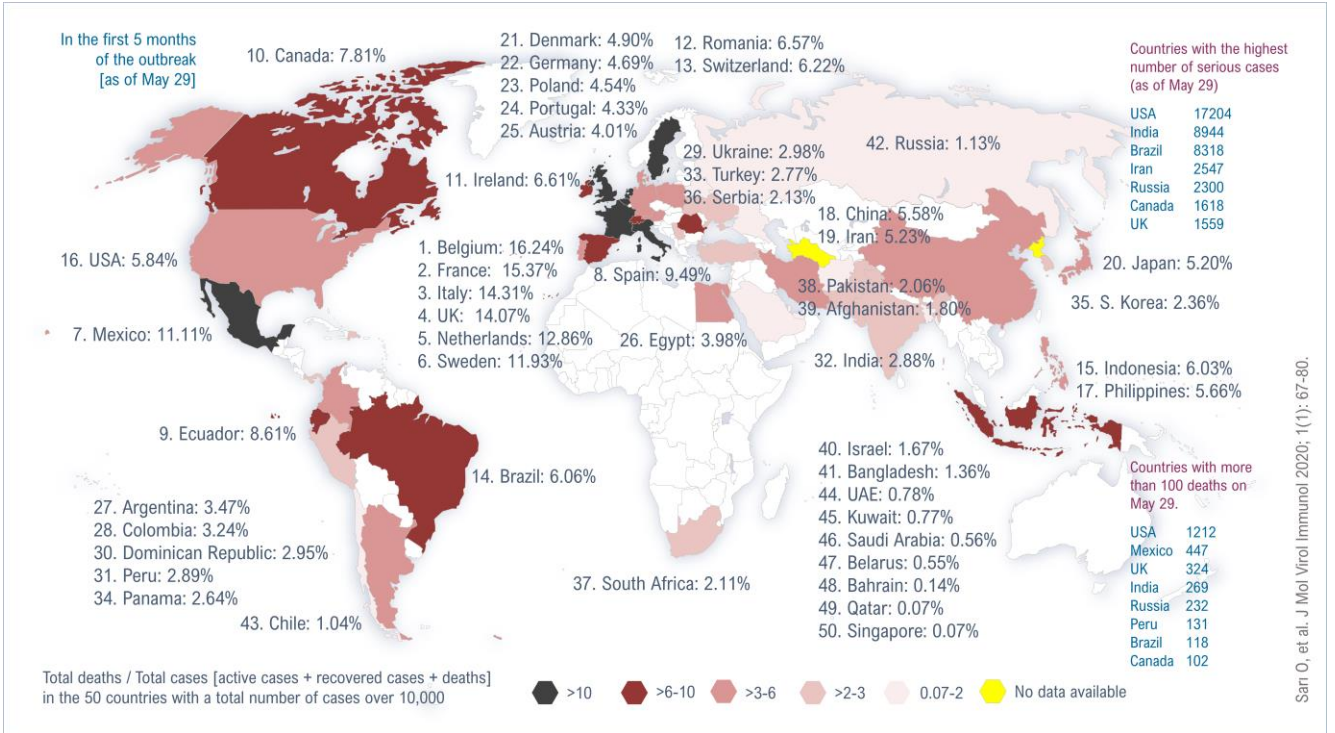 In the first 5 months
of the outbreak
[as of May 29]
10. Canada: 7.81%
21. Denmark: 4.90%
22. Germany: 4.69%
23. Poland: 4.54%
24. Portugal: 4.33%
25. Austria: 4.01%
12. Romania: 6.57%
13. Switzerland: 6.22%
Countries with the highest
number of serious cases
(as of May 29)
USA 17204
India 8944
Brazil 8318
Iran 2547
Russia 2300
Canada 1618
UK 1559
42. Russia: 1.13%
29. Ukraine: 2.98%
33. Turkey: 2.77%
36. Serbia: 2.13%
11. Ireland: 6.61%
18. China: 5.58%
19. Iran: 5.23%
16. USA: 5.84%
1. Belgium: 16.24%
2. France: 15.37%
3. Italy: 14.31%
4. UK: 14.07%
5. Netherlands: 12.86%
6. Sweden: 11.93%
8. Spain: 9.49%
20. Japan: 5.20%
35. S. Korea: 2.36%
38. Pakistan: 2.06%
39. Afghanistan: 1.80%
7. Mexico: 11.11%
26. Egypt: 3.98%
32. India: 2.88%
15. Indonesia: 6.03%
17. Philippines: 5.66%
9. Ecuador: 8.61%
14. Brazil: 6.06%
40. Israel: 1.67%
41. Bangladesh: 1.36%
44. UAE: 0.78%
45. Kuwait: 0.77%
46. Saudi Arabia: 0.56%
47. Belarus: 0.55%
48. Bahrain: 0.14%
49. Qatar: 0.07%
50. Singapore: 0.07%
Countries with more
than 100 deaths on
May 29.
USA 1212
Mexico 447
UK 324
India 269
Russia 232
Peru 131
Brazil 118
Canada 102
27. Argentina: 3.47%
28. Colombia: 3.24%
30. Dominican Republic: 2.95%
31. Peru: 2.89%
34. Panama: 2.64%
43. Chile: 1.04%
37. South Africa: 2.11%
Total deaths / Total cases [active cases + recovered cases + deaths]
in the 50 countries with a total number of cases over 10,000
>10
>6-10
>3-6
>2-3
0.07-2
No data available
Sarı O, et al. J Mol Virol Immunol 2020; 1(1): 67-80.